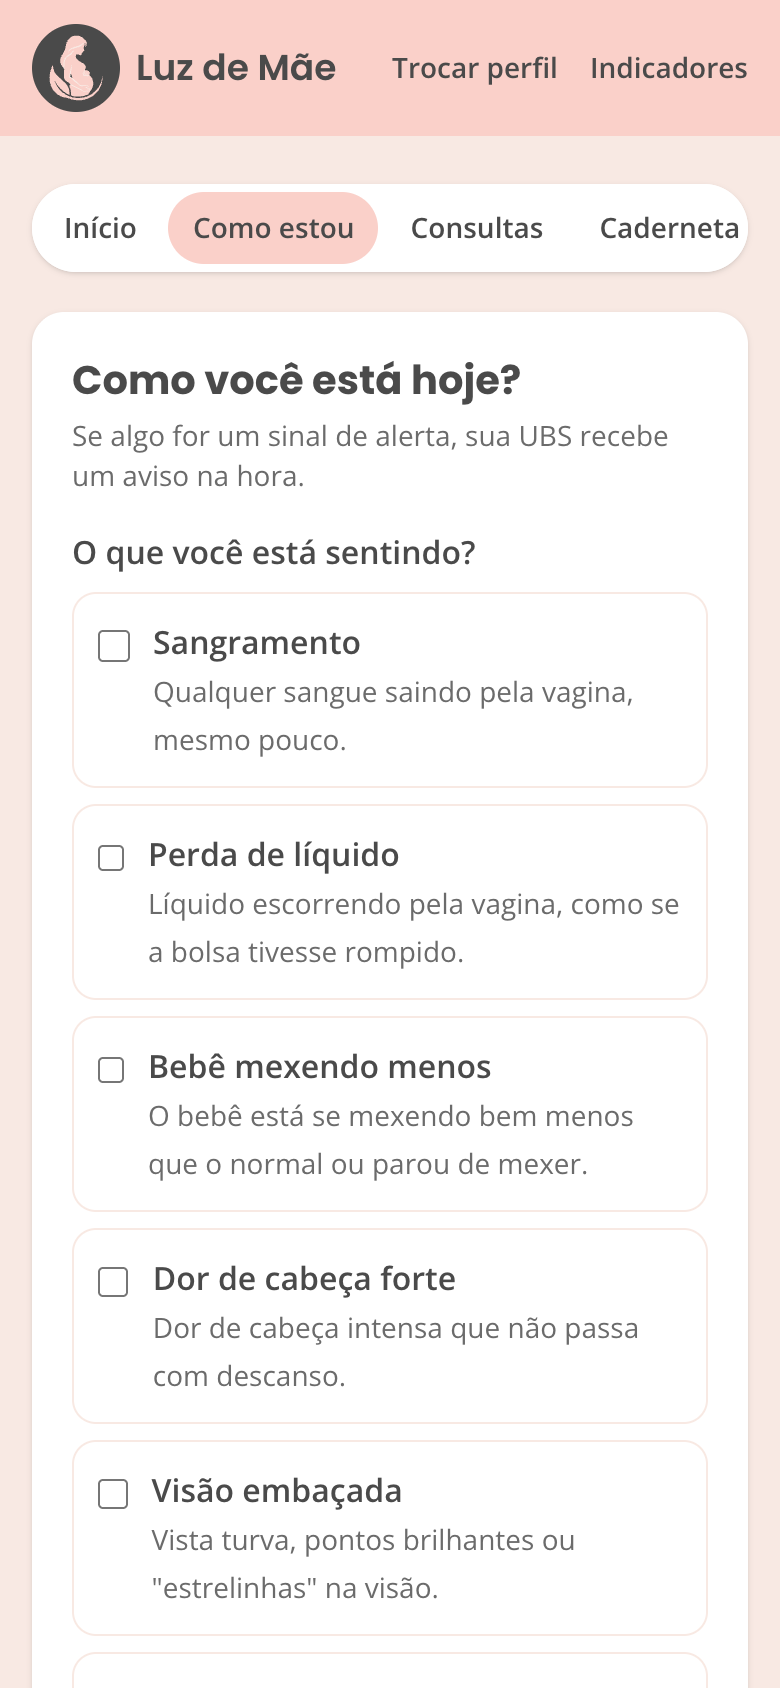 Luz de Mãe
Trocar perfil
Indicadores
Início
Como estou
Consultas
Caderneta
Como você está hoje?
Se algo for um sinal de alerta, sua UBS recebe
um aviso na hora.
O que você está sentindo?
Sangramento
Qualquer sangue saindo pela vagina,
mesmo pouco.
Perda de líquido
Líquido escorrendo pela vagina, como se
a bolsa tivesse rompido.
Bebê mexendo menos
O bebê está se mexendo bem menos
que o normal ou parou de mexer.
Dor de cabeça forte
Dor de cabeça intensa que não passa
com descanso.
Visão embaçada
Vista turva, pontos brilhantes ou
"estrelinhas" na visão.